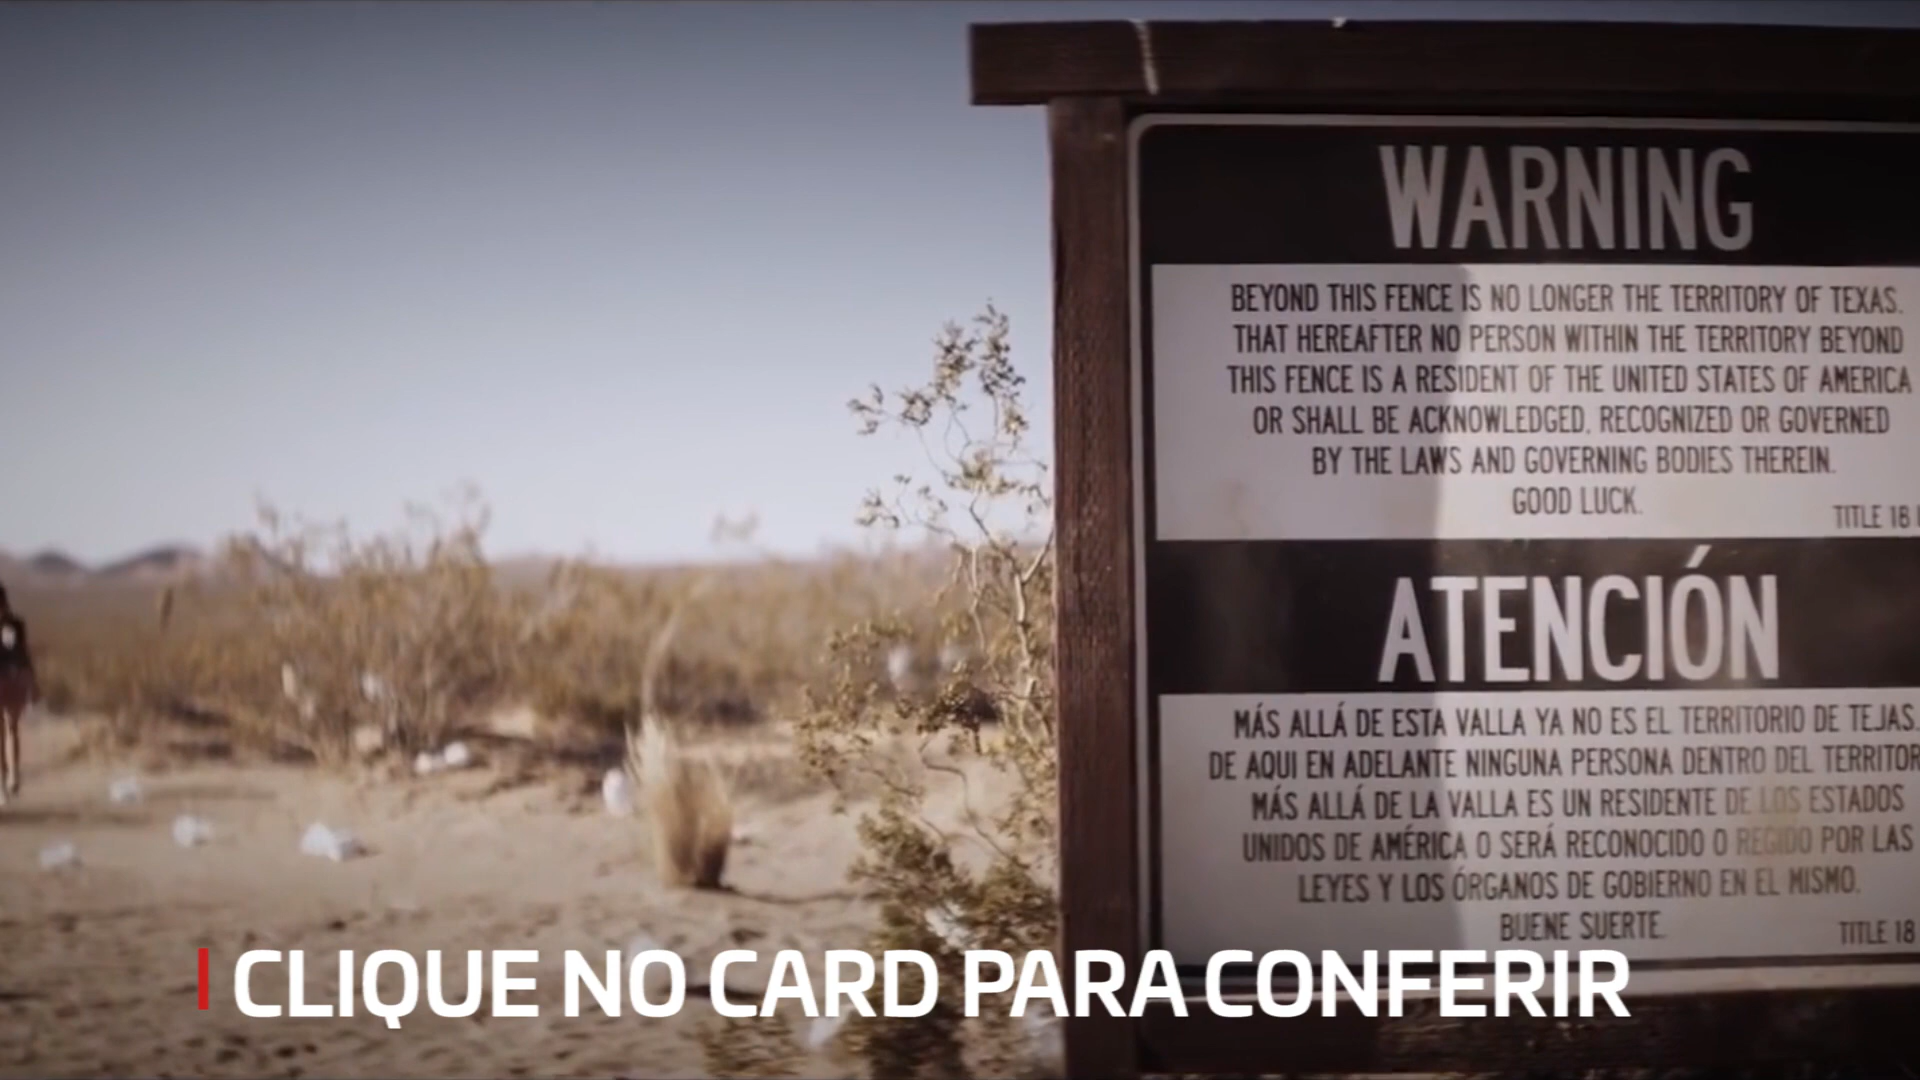 WARNING
BEYOND THIS FENCE IS NO LONGER THE TERRITORY OF TEXAS.
THAT HEREAFTER NO PERSON WITHIN THE TERRITORY BEYOND
THIS FENCE IS A RESIDENT OF THE UNITED STATES OF AMERICA
OR SHALL BE ACKNOWLEDGED, RECOGNIZED OR GOVERNED
BY THE LAWS AND GOVERNING BODIES THEREIN.
GOOD LUCK.
TITLE 18
ATENCIÓN
MÁS ALLÁ DE ESTA VALLA YA NO ES EL TERRITORIO DE TEJAS.
DE AQUI EN ADELANTE NINGUNA PERSONA DENTRO DEL
MÁS ALLÁ DE LA VALLA ES UN RESIDENTE DE LOS ESTADOS
UNIDOS DE AMÉRICA O SERÁ RECONOCIDO O REGIDO POR LAS
LEYES Y LOS ÓRGANOS DE GOBIERNO EN EL MISMO.
BUENE SUERTE.
TITLE 18
CLIQUE NO CARD PARA CONFERIR